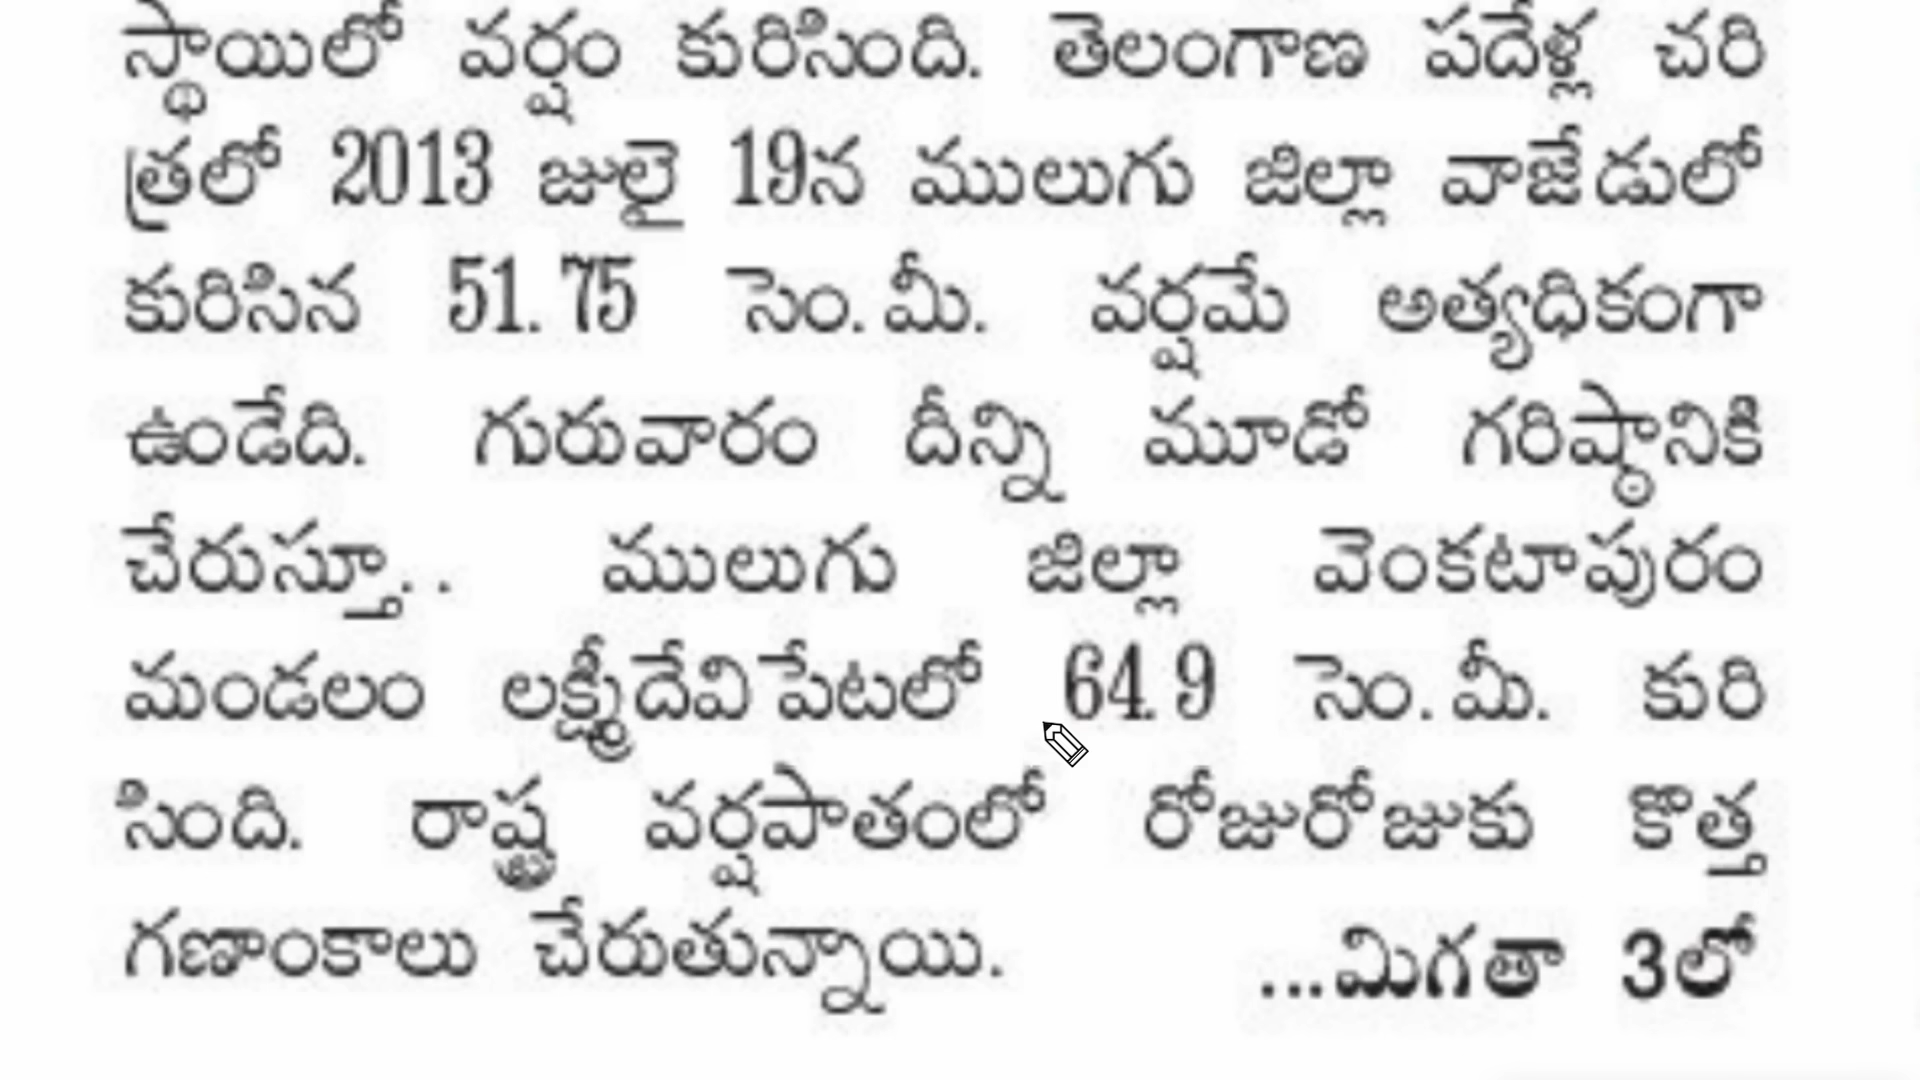 స్థాయిలో వర్షం కురిసింది. తెలంగాణ పదేళ్ల చరి
త్రలో 2013 జులై 19న ములుగు జిల్లా వాజేడులో
కురిసిన 51.75 సెం.మీ. వర్షమే అత్యధికంగా
ఉండేది. గురువారం దీన్ని మూడో గరిష్ఠానికి
చేరుస్తూ.. ములుగు జిల్లా వెంకటాపురం
మండలం లక్ష్మీదేవిపేటలో 64.9 సెం.మీ. కురి
సింది. రాష్ట్ర వర్షపాతంలో రోజురోజుకు కొత్త
గణాంకాలు చేరుతున్నాయి. ...మిగతా 3లో